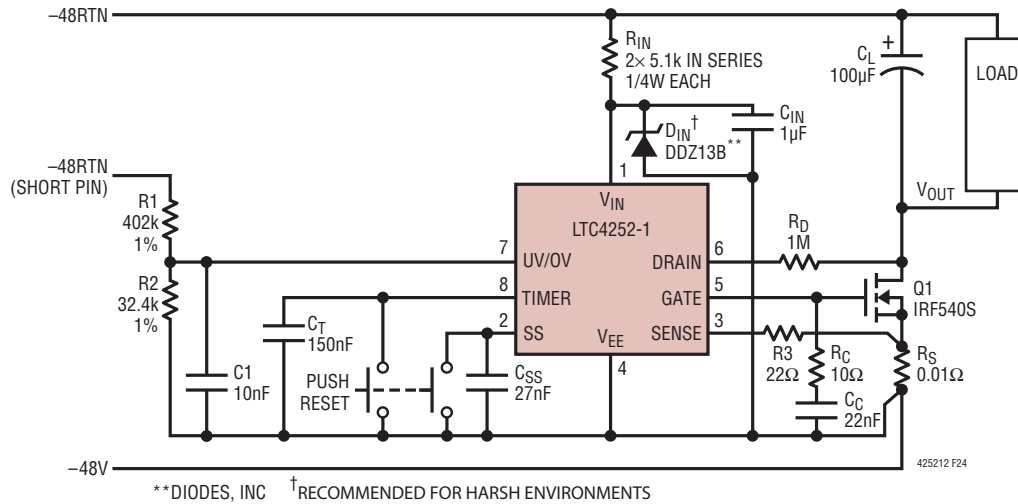 –48RTN
RIN
2× 5.1k IN SERIES
1/4W EACH
+
CL
100µF
LOAD
CIN
1µF
DIN†
DDZ13B**
–48RTN
(SHORT PIN)
1
VIN
VOUT
R1
402k
1%
LTC4252-1
RD
1M
7
UV/OV
DRAIN
6
R2
32.4k
1%
8
TIMER
GATE
5
Q1
IRF540S
2
SS
VEE
SENSE
3
4
CT
150nF
R3
22Ω
RC
10Ω
RS
0.01Ω
C1
10nF
PUSH
RESET
CSS
27nF
CC
22nF
–48V
425212 F24
**DIODES, INC †RECOMMENDED FOR HARSH ENVIRONMENTS